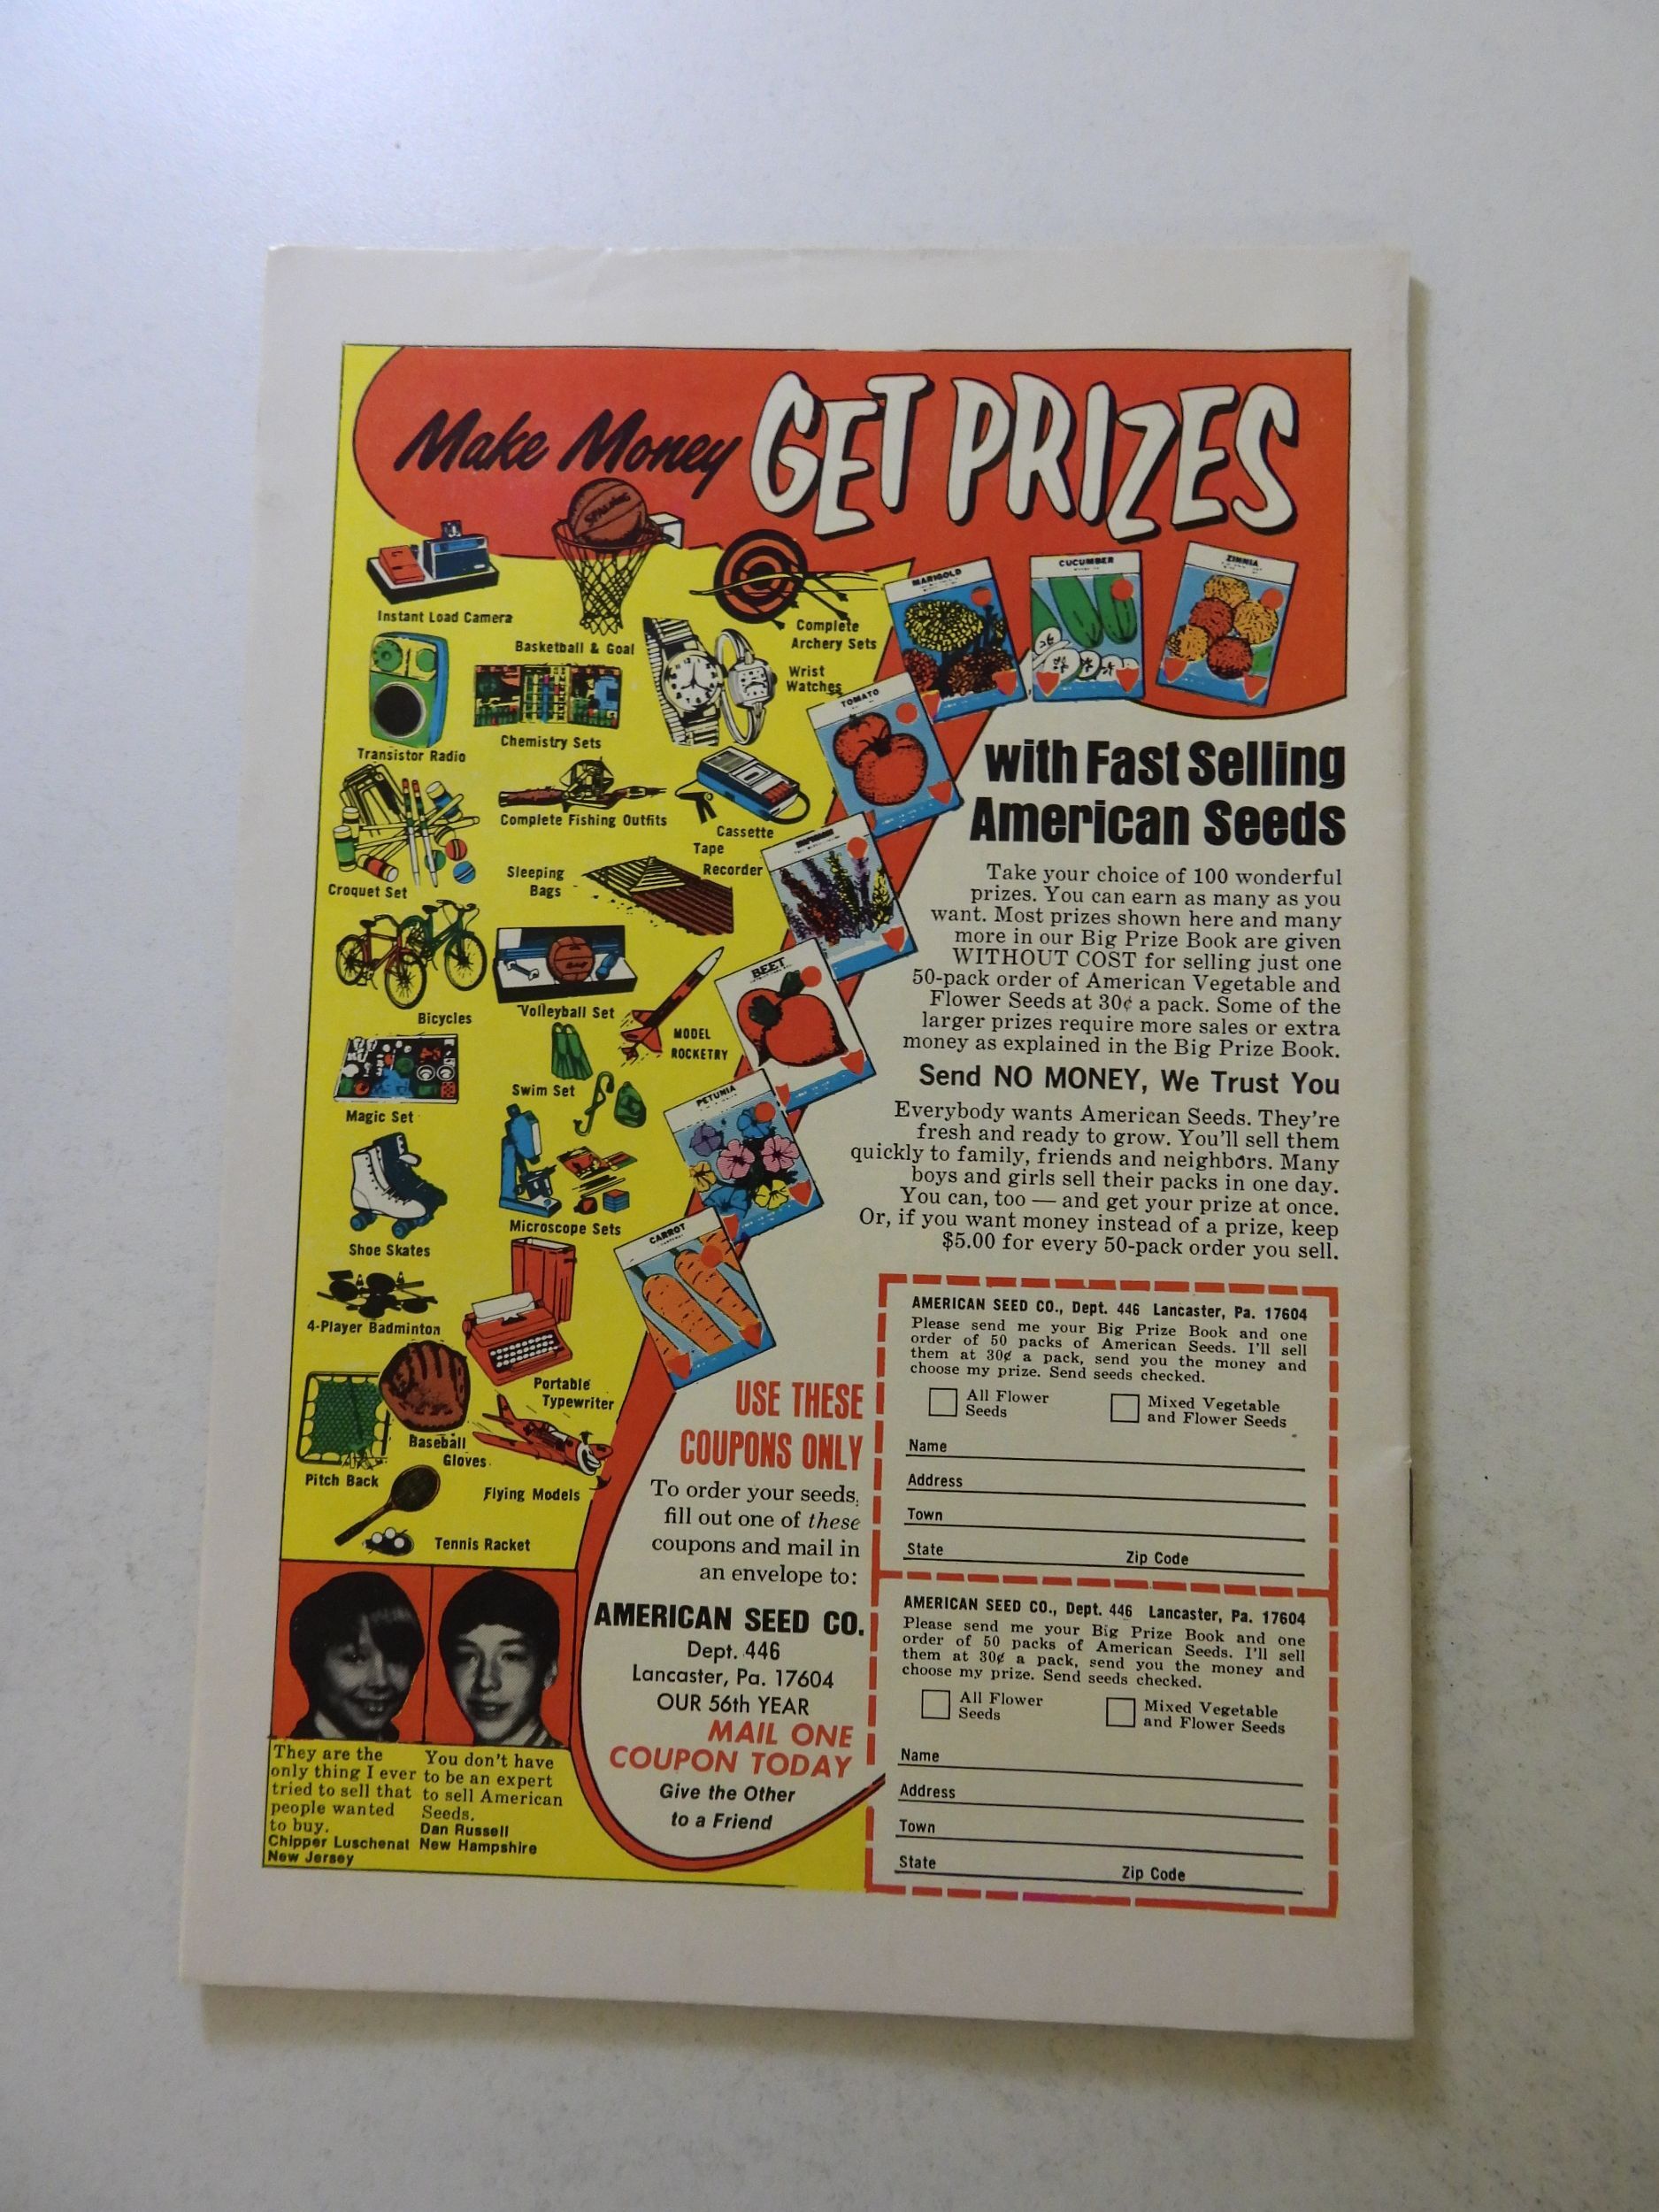 Make Money GET PRIZES
SPALDING
Instant Load Camera
Basketball & Goal
Complete
Archery Sets
Wrist
Watches
Transistor Radio
Chemistry Sets
Complete Fishing Outfits
Cassette
Tape
Recorder
Croquet Set
Sleeping
Bags
Bicycles
Volleyball Set
MODEL
ROCKETRY
Magic Set
Swim Set
Shoe Skates
Microscope Sets
4-Player Badminton
Portable
Typewriter
Pitch Back
Baseball
Gloves
Flying Models
Tennis Racket
MARIGOLD
CUCUMBER
ZINNIA
TOMATO
BEET
PETUNIA
CARROT
with Fast Selling
American Seeds
Take your choice of 100 wonderful
prizes. You can earn as many as you
want. Most prizes shown here and many
more in our Big Prize Book are given
WITHOUT COST for selling just one
50-pack order of American Vegetable and
Flower Seeds at 30¢ a pack. Some of the
larger prizes require more sales or extra
money as explained in the Big Prize Book.
Send NO MONEY, We Trust You
Everybody wants American Seeds. They're
fresh and ready to grow. You'll sell them
quickly to family, friends and neighbors. Many
boys and girls sell their packs in one day.
You can, too — and get your prize at once.
Or, if you want money instead of a prize, keep
$5.00 for every 50-pack order you sell.
USE THESE
COUPONS ONLY
To order your seeds,
fill out one of these
coupons and mail in
an envelope to:
AMERICAN SEED CO.
Dept. 446
Lancaster, Pa. 17604
OUR 56th YEAR
MAIL ONE
COUPON TODAY
Give the Other
to a Friend
AMERICAN SEED CO., Dept. 446 Lancaster, Pa. 17604
Please send me your Big Prize Book and one
order of 50 packs of American Seeds. I'll sell
them at 30¢ a pack, send you the money and
choose my prize. Send seeds checked.
All Flower
Seeds
Mixed Vegetable
and Flower Seeds
Name
Address
Town
State Zip Code
AMERICAN SEED CO., Dept. 446 Lancaster, Pa. 17604
Please send me your Big Prize Book and one
order of 50 packs of American Seeds. I'll sell
them at 30¢ a pack, send you the money and
choose my prize. Send seeds checked.
All Flower
Seeds
Mixed Vegetable
and Flower Seeds
Name
Address
Town
State Zip Code
They are the
only thing I ever
tried to sell that
people wanted
to buy.
Chipper Luschenat
New Jersey
You don't have
to be an expert
to sell American
Seeds.
Dan Russell
New Hampshire